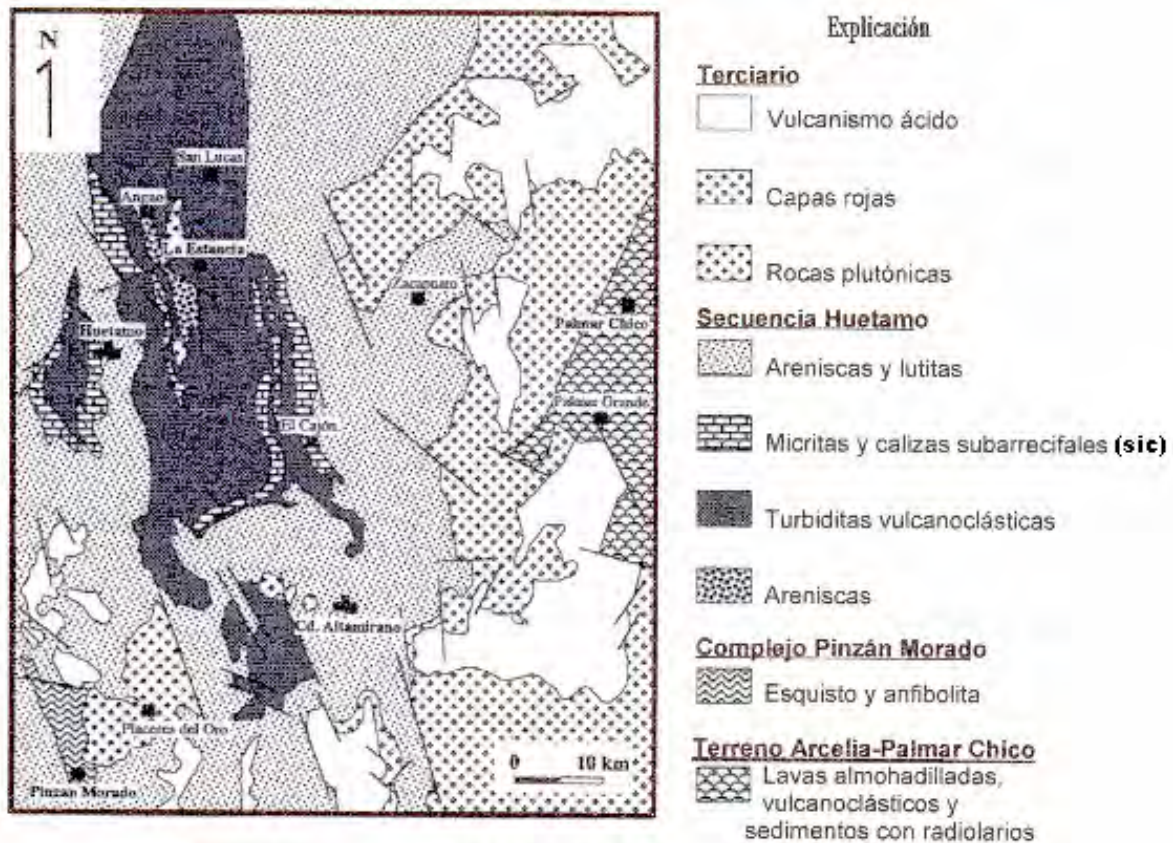 N
San Lucas
Angao
La Estancia
Zacapuato
Huetamo
Palmar Chico
Palmar Grande
El Cajón
Cd. Altamirano
Placeres del Oro
Pinzan Morado
0 10 km
Explicación
Terciario
Vulcanismo ácido
Capas rojas
Rocas plutónicas
Secuencia Huetamo
Areniscas y lutitas
Micritas y calizas subarrecifales (sic)
Turbiditas vulcanoclásticas
Areniscas
Complejo Pinzán Morado
Esquisto y anfibolita
Terreno Arcelia-Palmar Chico
Lavas almohadilladas,
vulcanoclásticos y
sedimentos con radiolarios